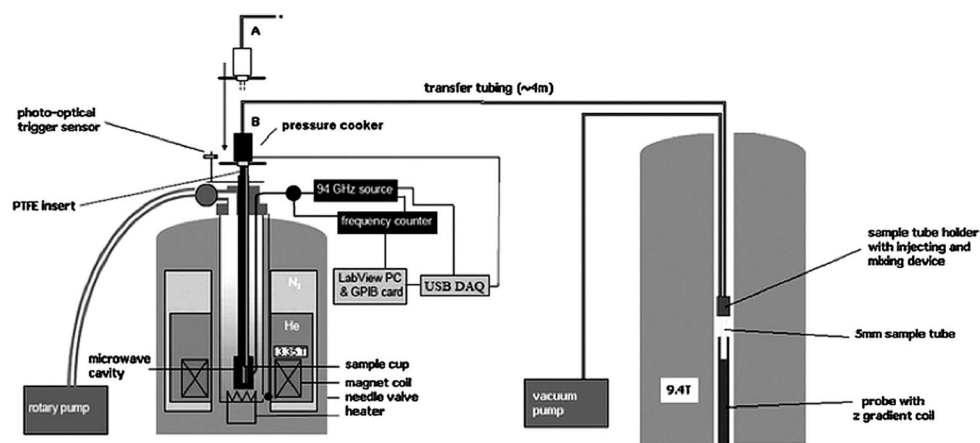 A
transfer tubing (~4m)
photo-optical
trigger sensor
B
pressure cooker
PTFE insert
94 GHz source
frequency counter
LabView PC
& GPIB card
USB DAQ
N2
He
3.35T
microwave
cavity
sample cup
magnet coil
needle valve
heater
rotary pump
vacuum
pump
9.4T
sample tube holder
with injecting and
mixing device
5mm sample tube
probe with
z gradient coil